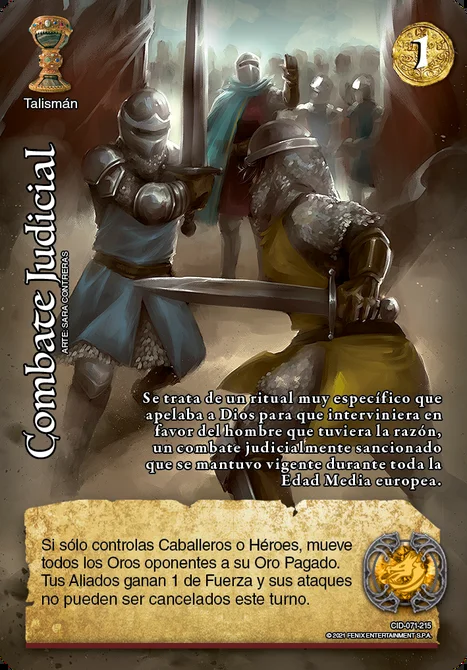 1
Talismán
Combate Judicial
ARTE: SARA CONTRERAS
Se trata de un ritual muy específico que
apelaba a Dios para que interviniera en
favor del hombre que tuviera la razón,
un combate judicialmente sancionado
que se mantuvo vigente durante toda la
Edad Media europea.
Si sólo controlas Caballeros o Héroes, mueve
todos los Oros oponentes a su Oro Pagado.
Tus Aliados ganan 1 de Fuerza y sus ataques
no pueden ser cancelados este turno.
CID-071-215
© 2021 FENIX ENTERTAINMENT S.P.A.